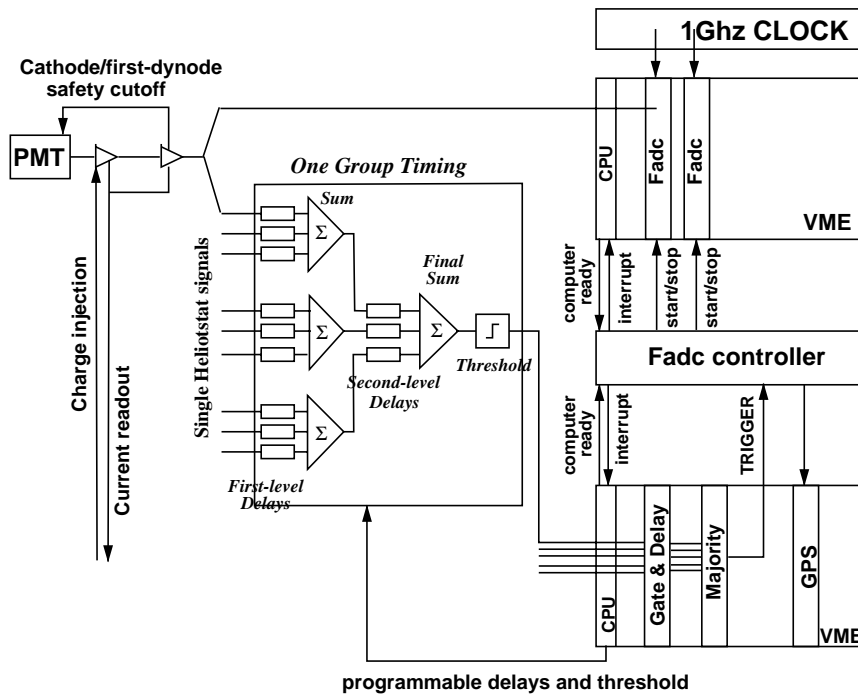 1Ghz CLOCK
Cathode/first-dynode
safety cutoff
PMT
CPU
Fadc
Fadc
VME
One Group Timing
Sum
Σ
Σ
Σ
Final
Sum
Σ
Threshold
Second-level
Delays
First-level
Delays
Single Heliotstat signals
Charge injection
Current readout
computer
ready
interrupt
start/stop
start/stop
Fadc controller
computer
ready
interrupt
TRIGGER
CPU
Gate & Delay
Majority
GPS
VME
programmable delays and threshold